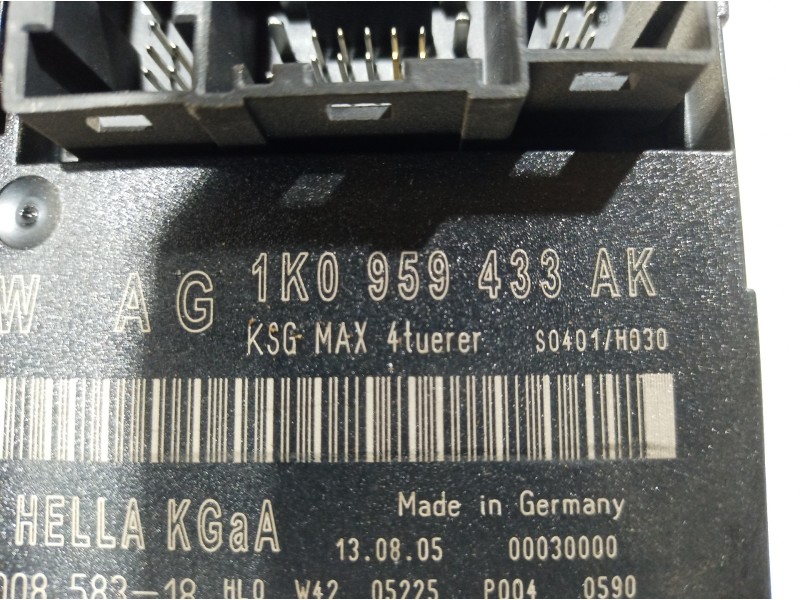 W AG 1K0 959 433 AK
KSG MAX 4tuerer S0401/H030
HELLA KGaA Made in Germany
13.08.05 00030000
008 583-18 HL0 W42 05225 P004 0590